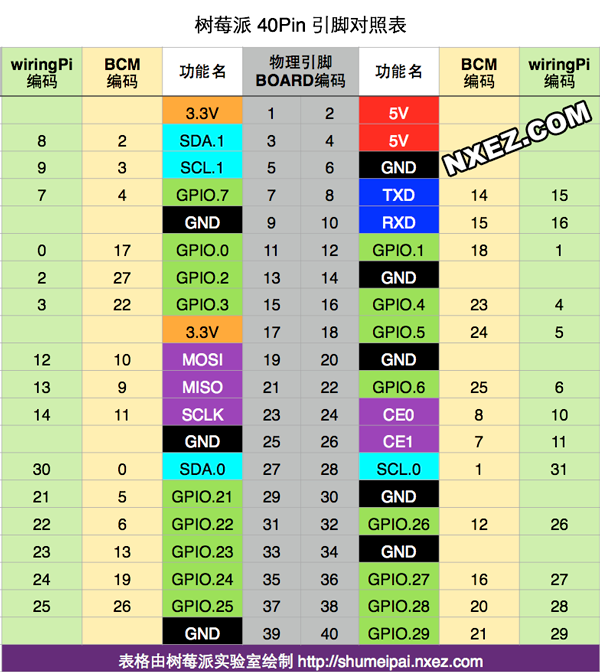 树莓派 40Pin 引脚对照表
wiringPi 编码 BCM 编码 功能名 物理引脚 BOARD编码 功能名 BCM 编码 wiringPi 编码
3.3V 1 2 5V
8 2 SDA.1 3 4 5V
9 3 SCL.1 5 6 GND
NXEZ.COM
7 4 GPIO.7 7 8 TXD 14 15
GND 9 10 RXD 15 16
0 17 GPIO.0 11 12 GPIO.1 18 1
2 27 GPIO.2 13 14 GND
3 22 GPIO.3 15 16 GPIO.4 23 4
3.3V 17 18 GPIO.5 24 5
12 10 MOSI 19 20 GND
13 9 MISO 21 22 GPIO.6 25 6
14 11 SCLK 23 24 CE0 8 10
GND 25 26 CE1 7 11
30 0 SDA.0 27 28 SCL.0 1 31
21 5 GPIO.21 29 30 GND
22 6 GPIO.22 31 32 GPIO.26 12 26
23 13 GPIO.23 33 34 GND
24 19 GPIO.24 35 36 GPIO.27 16 27
25 26 GPIO.25 37 38 GPIO.28 20 28
GND 39 40 GPIO.29 21 29
表格由树莓派实验室绘制 http://shumeipai.nxez.com